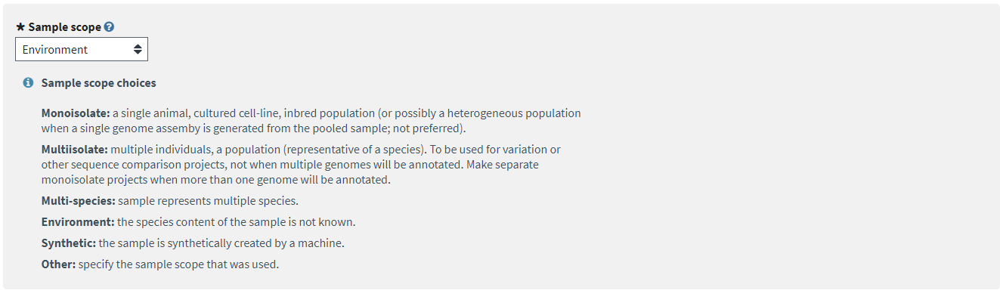 ★ Sample scope ?
Environment
i Sample scope choices
Monoisolate: a single animal, cultured cell-line, inbred population (or possibly a heterogeneous population
when a single genome assemby is generated from the pooled sample; not preferred).
Multiisolate: multiple individuals, a population (representative of a species). To be used for variation or
other sequence comparison projects, not when multiple genomes will be annotated. Make separate
monoisolate projects when more than one genome will be annotated.
Multi-species: sample represents multiple species.
Environment: the species content of the sample is not known.
Synthetic: the sample is synthetically created by a machine.
Other: specify the sample scope that was used.